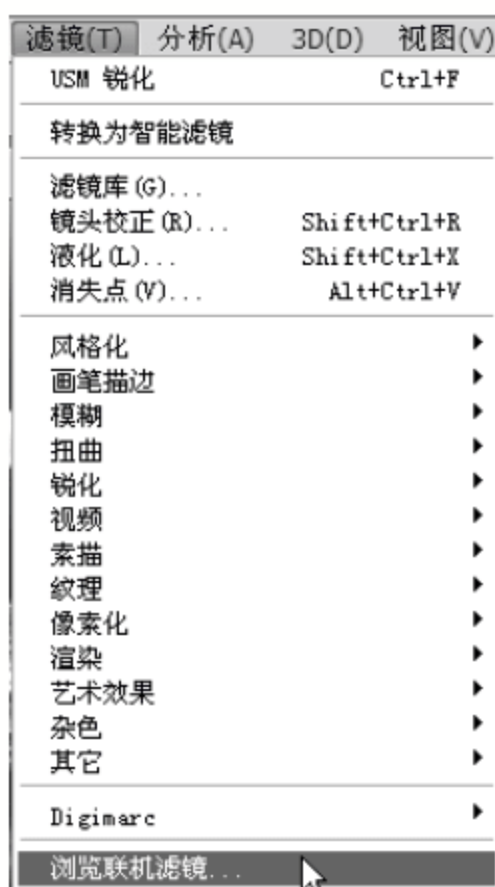 滤镜(T) 分析(A) 3D(D) 视图(V)
USM 锐化 Ctrl+F
转换为智能滤镜
滤镜库(G)...
镜头校正(R)... Shift+Ctrl+R
液化(L)... Shift+Ctrl+X
消失点(V)... Alt+Ctrl+V
风格化
画笔描边
模糊
扭曲
锐化
视频
素描
纹理
像素化
渲染
艺术效果
杂色
其它
Digimarc
浏览联机滤镜...